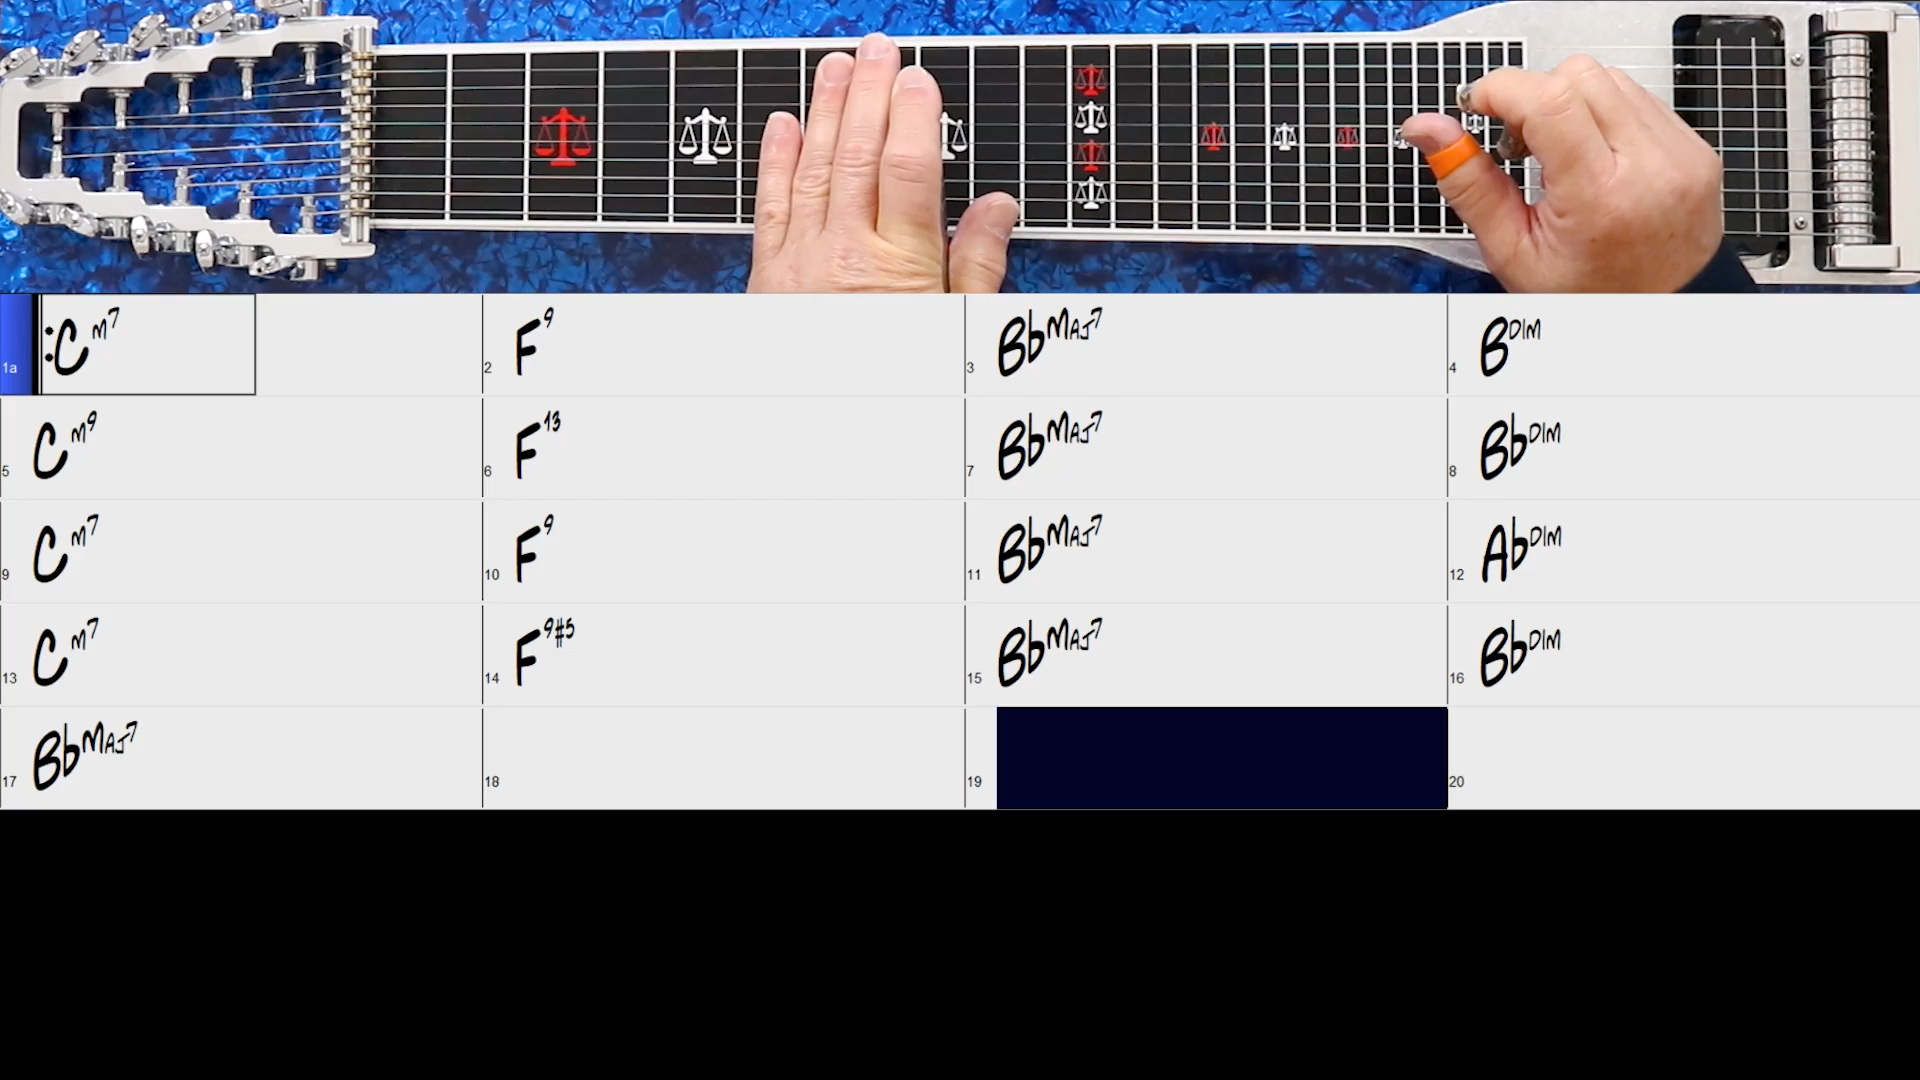 1a :Cm7 2 F9 3 BbMAJ7 4 BDIM
5 Cm9 6 F13 7 BbMAJ7 8 BbDIM
9 Cm7 10 F9 11 BbMAJ7 12 AbDIM
13 Cm7 14 F9#5 15 BbMAJ7 16 BbDIM
17 BbMAJ7 18 19 20